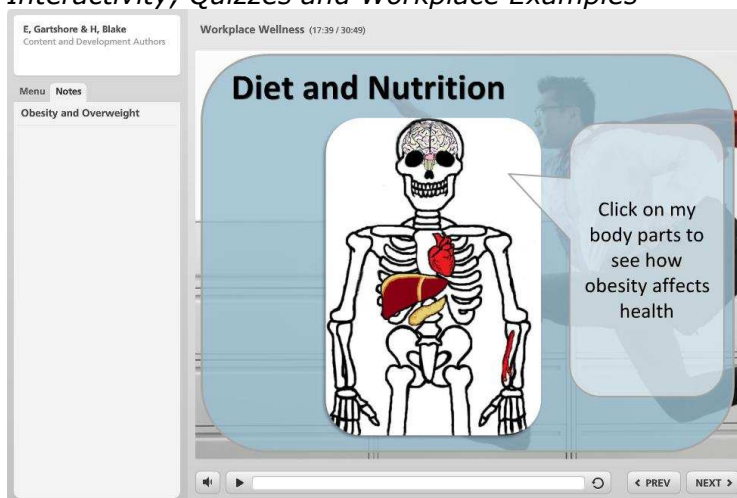 Interactivity, Quizzes and Workplace Examples
E, Gartshore & H, Blake
Content and Development Authors
Workplace Wellness (17:39 / 30:49)
Menu Notes
Obesity and Overweight
Diet and Nutrition
Click on my
body parts to
see how
obesity affects
health
< PREV
NEXT >